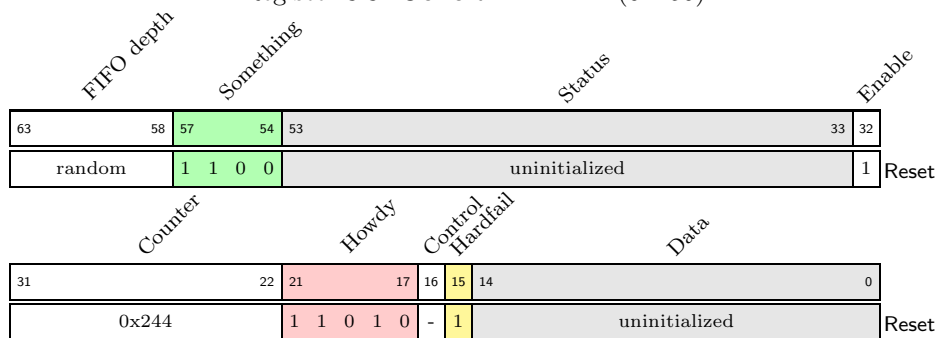 FIFO depth Something Status Enable
63 58 57 54 53 33 32
random 1 1 0 0 uninitialized 1 Reset
Counter Howdy Control Hardfail Data
31 22 21 17 16 15 14 0
0x244 1 1 0 1 0 - 1 uninitialized Reset